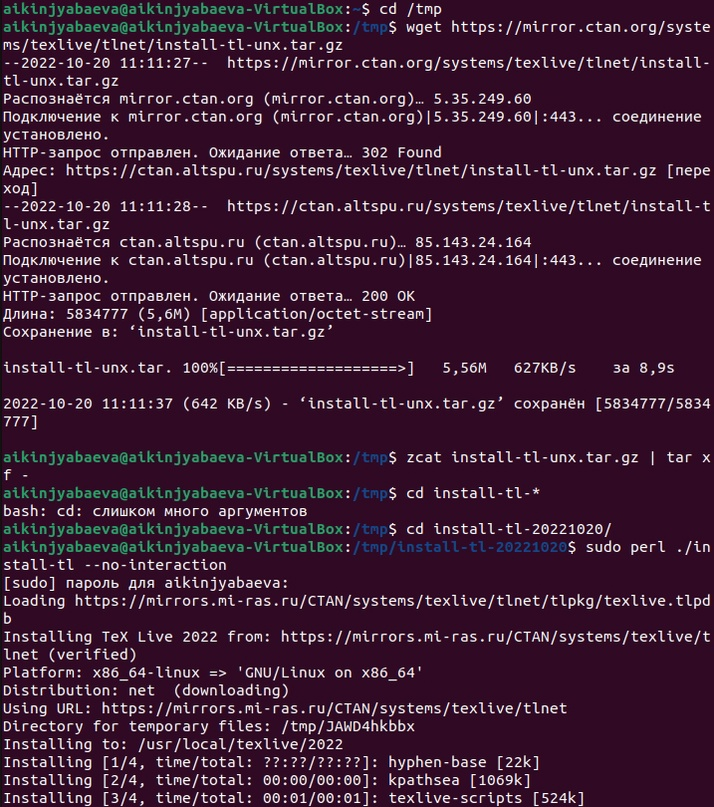 aikinjyabaeva@aikinjyabaeva-VirtualBox:~$ cd /tmp
aikinjyabaeva@aikinjyabaeva-VirtualBox:/tmp$ wget https://mirror.ctan.org/syste
ms/texlive/tlnet/install-tl-unx.tar.gz
--2022-10-20 11:11:27--  https://mirror.ctan.org/systems/texlive/tlnet/install-
tl-unx.tar.gz
Распознаётся mirror.ctan.org (mirror.ctan.org)… 5.35.249.60
Подключение к mirror.ctan.org (mirror.ctan.org)|5.35.249.60|:443... соединение
установлено.
HTTP-запрос отправлен. Ожидание ответа… 302 Found
Адрес: https://ctan.altspu.ru/systems/texlive/tlnet/install-tl-unx.tar.gz [пере
ход]
--2022-10-20 11:11:28--  https://ctan.altspu.ru/systems/texlive/tlnet/install-t
l-unx.tar.gz
Распознаётся ctan.altspu.ru (ctan.altspu.ru)… 85.143.24.164
Подключение к ctan.altspu.ru (ctan.altspu.ru)|85.143.24.164|:443... соединение
установлено.
HTTP-запрос отправлен. Ожидание ответа… 200 OK
Длина: 5834777 (5,6M) [application/octet-stream]
Сохранение в: ‘install-tl-unx.tar.gz’
install-tl-unx.tar. 100%[===================>]   5,56M   627KB/s    за 8,9s
2022-10-20 11:11:37 (642 KB/s) - ‘install-tl-unx.tar.gz’ сохранён [5834777/5834
777]
aikinjyabaeva@aikinjyabaeva-VirtualBox:/tmp$ zcat install-tl-unx.tar.gz | tar x
f -
aikinjyabaeva@aikinjyabaeva-VirtualBox:/tmp$ cd install-tl-*
bash: cd: слишком много аргументов
aikinjyabaeva@aikinjyabaeva-VirtualBox:/tmp$ cd install-tl-20221020/
aikinjyabaeva@aikinjyabaeva-VirtualBox:/tmp/install-tl-20221020$ sudo perl ./in
stall-tl --no-interaction
[sudo] пароль для aikinjyabaeva:
Loading https://mirrors.mi-ras.ru/CTAN/systems/texlive/tlnet/tlpkg/texlive.tlpd
b
Installing TeX Live 2022 from: https://mirrors.mi-ras.ru/CTAN/systems/texlive/t
lnet (verified)
Platform: x86_64-linux => 'GNU/Linux on x86_64'
Distribution: net  (downloading)
Using URL: https://mirrors.mi-ras.ru/CTAN/systems/texlive/tlnet
Directory for temporary files: /tmp/JAWD4hkbbx
Installing to: /usr/local/texlive/2022
Installing [1/4, time/total: ??:??/??:??]: hyphen-base [22k]
Installing [2/4, time/total: 00:00/00:00]: kpathsea [1069k]
Installing [3/4, time/total: 00:01/00:01]: texlive-scripts [524k]